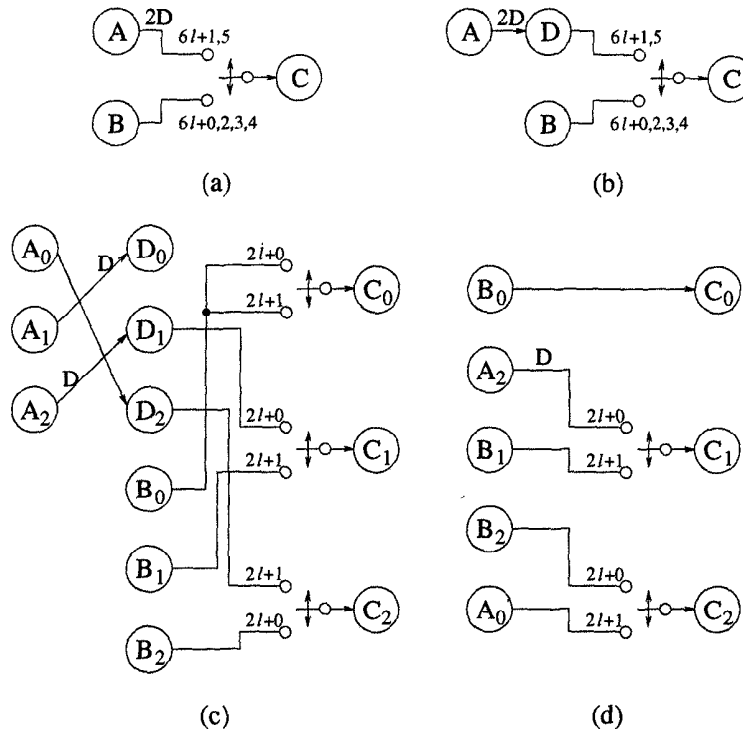 A 2D 6l+1,5
C
B 6l+0,2,3,4
(a)
A 2D D 6l+1,5
C
B 6l+0,2,3,4
(b)
A0 D0 2l+0
D C0
2l+1
A1 D1
D
A2 D2 2l+0
C1
2l+1
B0
B1 2l+1
C2
2l+0
B2
(c)
B0 C0
A2 D
2l+0
B1 C1
2l+1
B2
2l+0
C2
A0 2l+1
(d)